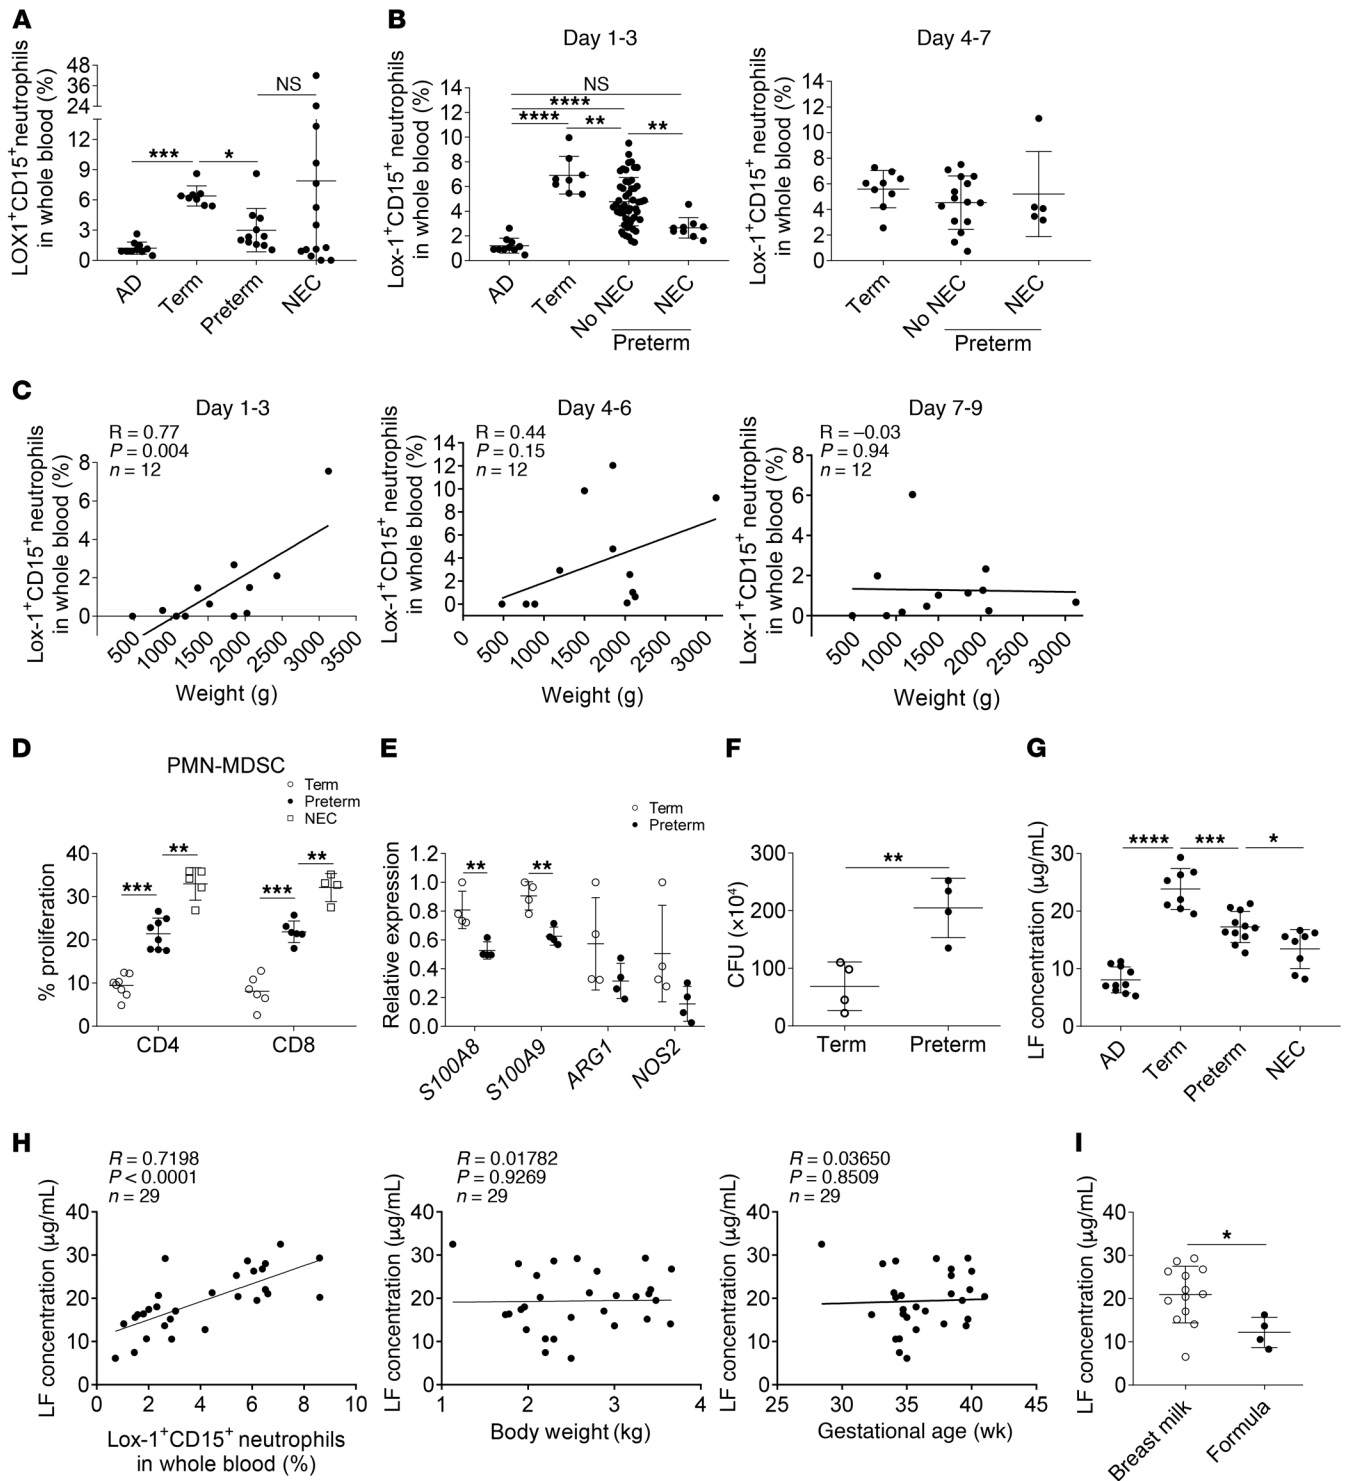 A
LOX1+CD15+ neutrophils
in whole blood (%)
48
36
24
12
9
6
3
0
***
*
NS
AD
Term
Preterm
NEC
B
Day 1-3
Lox-1+CD15+ neutrophils
in whole blood (%)
14
12
10
8
6
4
2
0
NS
****
**** ** **
AD
Term
No NEC
NEC
Preterm
Day 4-7
Lox-1+CD15+ neutrophils
in whole blood (%)
14
12
10
8
6
4
2
0
Term
No NEC
NEC
Preterm
C
Day 1-3
R = 0.77
P = 0.004
n = 12
Lox-1+CD15+ neutrophils
in whole blood (%)
8
6
4
2
0
500 1000 1500 2000 2500 3000 3500
Weight (g)
Day 4-6
R = 0.44
P = 0.15
n = 12
Lox-1+CD15+ neutrophils
in whole blood (%)
14
12
10
8
6
4
2
0
0 500 1000 1500 2000 2500 3000
Weight (g)
Day 7-9
R = –0.03
P = 0.94
n = 12
Lox-1+CD15+ neutrophils
in whole blood (%)
8
6
4
2
0
500 1000 1500 2000 2500 3000
Weight (g)
D
PMN-MDSC
Term
Preterm
NEC
% proliferation
40
30
20
10
0
*** ** *** **
CD4 CD8
E
Term
Preterm
Relative expression
1.2
1.0
0.8
0.6
0.4
0.2
0.0
** **
S100A8
S100A9
ARG1
NOS2
F
CFU (×10⁴)
300
200
100
0
**
Term Preterm
G
LF concentration (µg/mL)
30
20
10
0
**** *** *
AD
Term
Preterm
NEC
H
R = 0.7198
P < 0.0001
n = 29
LF concentration (µg/mL)
40
30
20
10
0
0 2 4 6 8 10
Lox-1+CD15+ neutrophils
in whole blood (%)
R = 0.01782
P = 0.9269
n = 29
LF concentration (µg/mL)
40
30
20
10
0
1 2 3 4
Body weight (kg)
R = 0.03650
P = 0.8509
n = 29
LF concentration (µg/mL)
40
30
20
10
0
25 30 35 40 45
Gestational age (wk)
I
LF concentration (µg/mL)
40
30
20
10
0
*
Breast milk
Formula